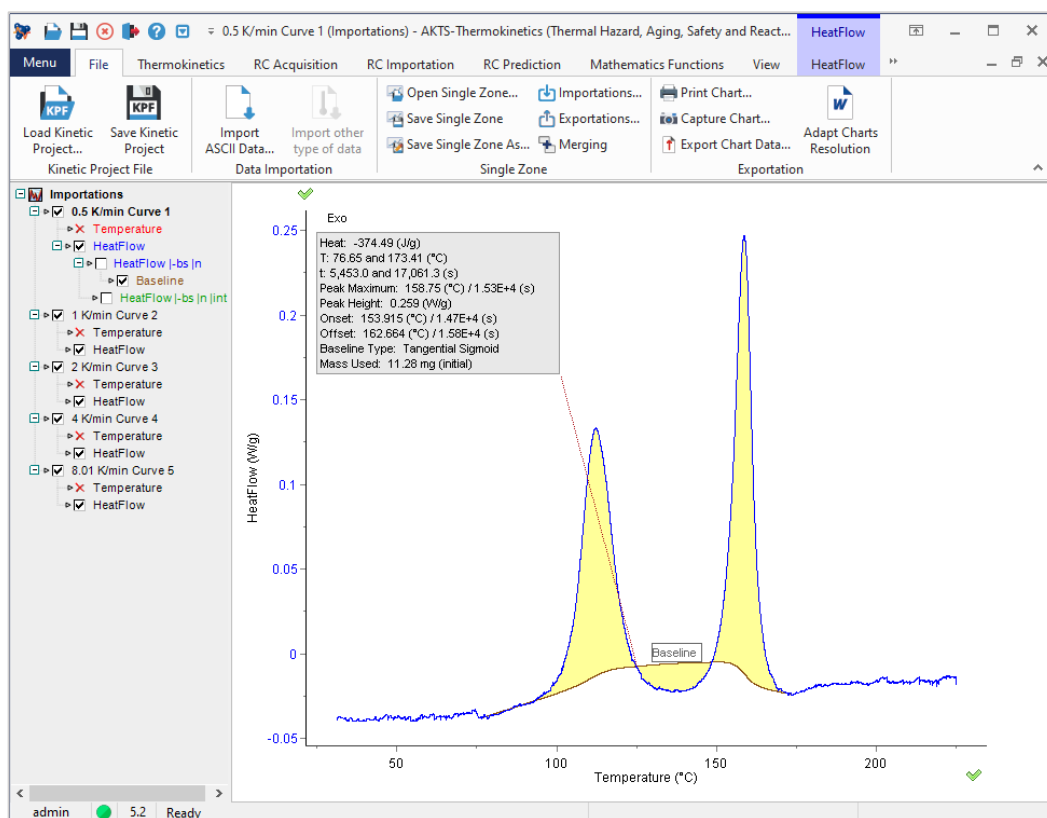 0.5 K/min Curve 1 (Importations) - AKTS-Thermokinetics (Thermal Hazard, Aging, Safety and React...
HeatFlow
Menu
File
Thermokinetics
RC Acquisition
RC Importation
RC Prediction
Mathematics Functions
View
HeatFlow
KPF
Load Kinetic
Project...
KPF
Save Kinetic
Project
Kinetic Project File
Import
ASCII Data...
Import other
type of data
Data Importation
Open Single Zone...
Save Single Zone
Save Single Zone As...
Importations...
Exportations...
Merging
Single Zone
Print Chart...
Capture Chart...
Export Chart Data...
W
Adapt Charts
Resolution
Exportation
Importations
0.5 K/min Curve 1
Temperature
HeatFlow
HeatFlow |-bs |n
Baseline
HeatFlow |-bs |n |int
1 K/min Curve 2
Temperature
HeatFlow
2 K/min Curve 3
Temperature
HeatFlow
4 K/min Curve 4
Temperature
HeatFlow
8.01 K/min Curve 5
Temperature
HeatFlow
Exo
Heat: -374.49 (J/g)
T: 76.65 and 173.41 (°C)
t: 5,453.0 and 17,061.3 (s)
Peak Maximum: 158.75 (°C) / 1.53E+4 (s)
Peak Height: 0.259 (W/g)
Onset: 153.915 (°C) / 1.47E+4 (s)
Offset: 162.664 (°C) / 1.58E+4 (s)
Baseline Type: Tangential Sigmoid
Mass Used: 11.28 mg (initial)
0.25
0.2
0.15
0.1
0.05
0
-0.05
HeatFlow (W/g)
Baseline
50
100
150
200
Temperature (°C)
admin
5.2
Ready